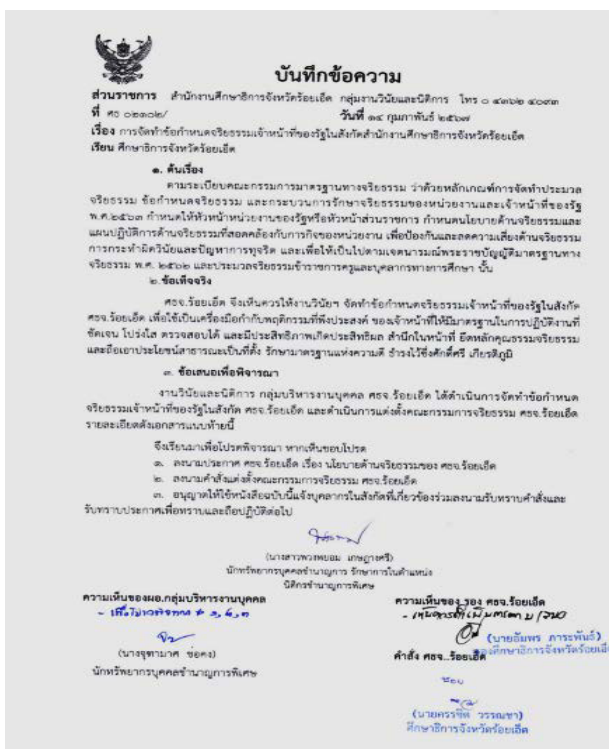 บันทึกข้อความ
ส่วนราชการ สำนักงานศึกษาธิการจังหวัดร้อยเอ็ด กลุ่มงานวินัยและนิติการ โทร ๐ ๔๓๖๒ ๔๐๙๓
ที่ ศธ ๐๒๑๐๒/ วันที่ ๑๔ กุมภาพันธ์ ๒๕๖๗
เรื่อง การจัดทำข้อกำหนดจริยธรรมเจ้าหน้าที่ของรัฐในสังกัดสำนักงานศึกษาธิการจังหวัดร้อยเอ็ด
เรียน ศึกษาธิการจังหวัดร้อยเอ็ด
๑. ต้นเรื่อง
ตามระเบียบคณะกรรมการมาตรฐานทางจริยธรรม ว่าด้วยหลักเกณฑ์การจัดทำประมวล
จริยธรรม ข้อกำหนดจริยธรรม และกระบวนการรักษาจริยธรรมของหน่วยงานและเจ้าหน้าที่ของรัฐ
พ.ศ.๒๕๖๓ กำหนดให้หัวหน้าหน่วยงานของรัฐหรือหัวหน้าส่วนราชการ กำหนดนโยบายด้านจริยธรรมและ
แผนปฏิบัติการด้านจริยธรรมที่สอดคล้องกับภารกิจของหน่วยงาน เพื่อป้องกันและลดความเสี่ยงด้านจริยธรรม
การกระทำผิดวินัยและปัญหาการทุจริต และเพื่อให้เป็นไปตามเจตนารมณ์พระราชบัญญัติมาตรฐานทาง
จริยธรรม พ.ศ. ๒๕๖๒ และประมวลจริยธรรมข้าราชการครูและบุคลากรทางการศึกษา นั้น
๒.ข้อเท็จจริง
ศธจ.ร้อยเอ็ด จึงเห็นควรให้งานวินัยฯ จัดทำข้อกำหนดจริยธรรมเจ้าหน้าที่ของรัฐในสังกัด
ศธจ.ร้อยเอ็ด เพื่อใช้เป็นเครื่องมือกำกับพฤติกรรมที่พึงประสงค์ ของเจ้าหน้าที่ให้มีมาตรฐานในการปฏิบัติงานที่
ชัดเจน โปร่งใส ตรวจสอบได้ และมีประสิทธิภาพเกิดประสิทธิผล สำนึกในหน้าที่ ยึดหลักคุณธรรมจริยธรรม
และถือเอาประโยชน์สาธารณะเป็นที่ตั้ง รักษามาตรฐานแห่งความดี ธำรงไว้ซึ่งศักดิ์ศรี เกียรติภูมิ
๓. ข้อเสนอเพื่อพิจารณา
งานวินัยและนิติการ กลุ่มบริหารงานบุคคล ศธจ.ร้อยเอ็ด ได้ดำเนินการจัดทำข้อกำหนด
จริยธรรมเจ้าหน้าที่ของรัฐในสังกัด ศธจ.ร้อยเอ็ด และดำเนินการแต่งตั้งคณะกรรมการจริยธรรม ศธจ.ร้อยเอ็ด
รายละเอียดดังเอกสารแนบท้ายนี้
จึงเรียนมาเพื่อโปรดพิจารณา หากเห็นชอบโปรด
๑. ลงนามประกาศ ศธจ.ร้อยเอ็ด เรื่อง นโยบายด้านจริยธรรมของ ศธจ.ร้อยเอ็ด
๒. ลงนามคำสั่งแต่งตั้งคณะกรรมการจริยธรรม ศธจ.ร้อยเอ็ด
๓. อนุญาตให้ใช้หนังสือฉบับนี้แจ้งบุคลากรในสังกัดที่เกี่ยวข้องร่วมลงนามรับทราบคำสั่งและ
รับทราบประกาศเพื่อทราบและถือปฏิบัติต่อไป
(นางสาวพวงพยอม เกษฎางศรี)
นักทรัพยากรบุคคลชำนาญการ รักษาการในตำแหน่ง
นิติกรชำนาญการพิเศษ
ความเห็นของผอ.กลุ่มบริหารงานบุคคล
- เพื่อโปรดพิจารณา ๑,๒,๓
(นางจุฑามาศ ซ่อคง)
นักทรัพยากรบุคคลชำนาญการพิเศษ
ความเห็นของ รอง ศธจ.ร้อยเอ็ด
(นายอัมพร ภาระพันธ์)
รองศึกษาธิการจังหวัดร้อยเอ็ด
คำสั่ง ศธจ..ร้อยเอ็ด
(นายครรชิต วรรณชา)
ศึกษาธิการจังหวัดร้อยเอ็ด